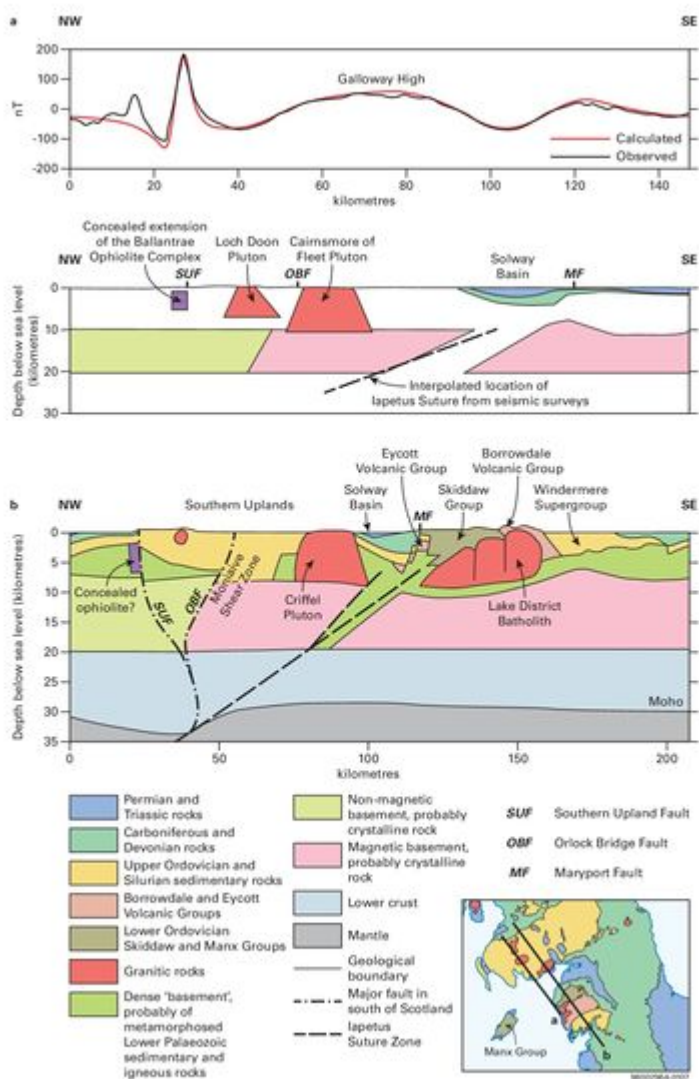 a
NW
SE
200
100
0
-100
-200
nT
Galloway High
Calculated
Observed
0
20
40
60
80
100
120
140
kilometres
Concealed extension
of the Ballantrae
Ophiolite Complex
NW
SUF
Loch Doon
Pluton
OBF
Cairnsmore of
Fleet Pluton
Solway
Basin
MF
SE
0
10
20
30
Depth below sea level
(kilometres)
Interpolated location of
Iapetus Suture from seismic surveys
b
NW
Southern Uplands
Solway
Basin
Eycott
Volcanic Group
MF
Skiddaw
Group
Borrowdale
Volcanic Group
Windermere
Supergroup
SE
0
5
10
15
20
25
30
35
Depth below sea level (kilometres)
Concealed
ophiolite?
SUF
OBF
Moniaive
Shear Zone
Criffel
Pluton
Lake District
Batholith
Moho
0
50
100
150
200
kilometres
Permian and
Triassic rocks
Carboniferous and
Devonian rocks
Upper Ordovician and
Silurian sedimentary rocks
Borrowdale and Eycott
Volcanic Groups
Lower Ordovician
Skiddaw and Manx Groups
Granitic rocks
Dense 'basement',
probably of
metamorphosed
Lower Palaeozoic
sedimentary and
igneous rocks
Non-magnetic
basement, probably
crystalline rock
Magnetic basement,
probably crystalline
rock
Lower crust
Mantle
Geological
boundary
Major fault in
south of Scotland
Iapetus
Suture Zone
SUF Southern Upland Fault
OBF Orlock Bridge Fault
MF Maryport Fault
a
b
Manx Group